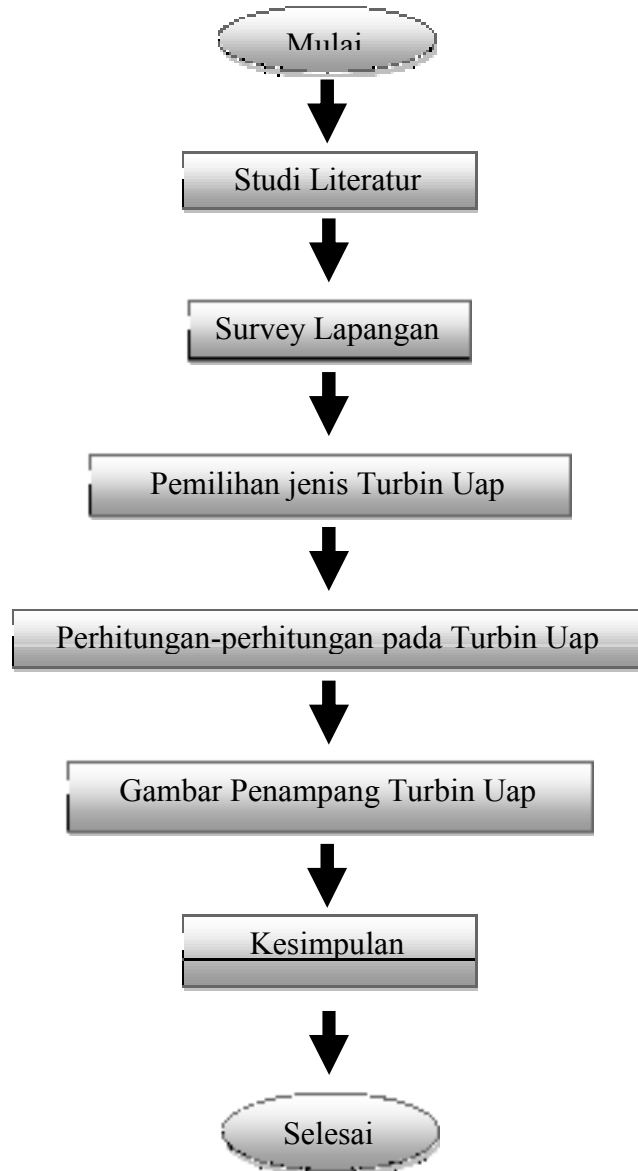 Mulai
Studi Literatur
Survey Lapangan
Pemilihan jenis Turbin Uap
Perhitungan-perhitungan pada Turbin Uap
Gambar Penampang Turbin Uap
Kesimpulan
Selesai